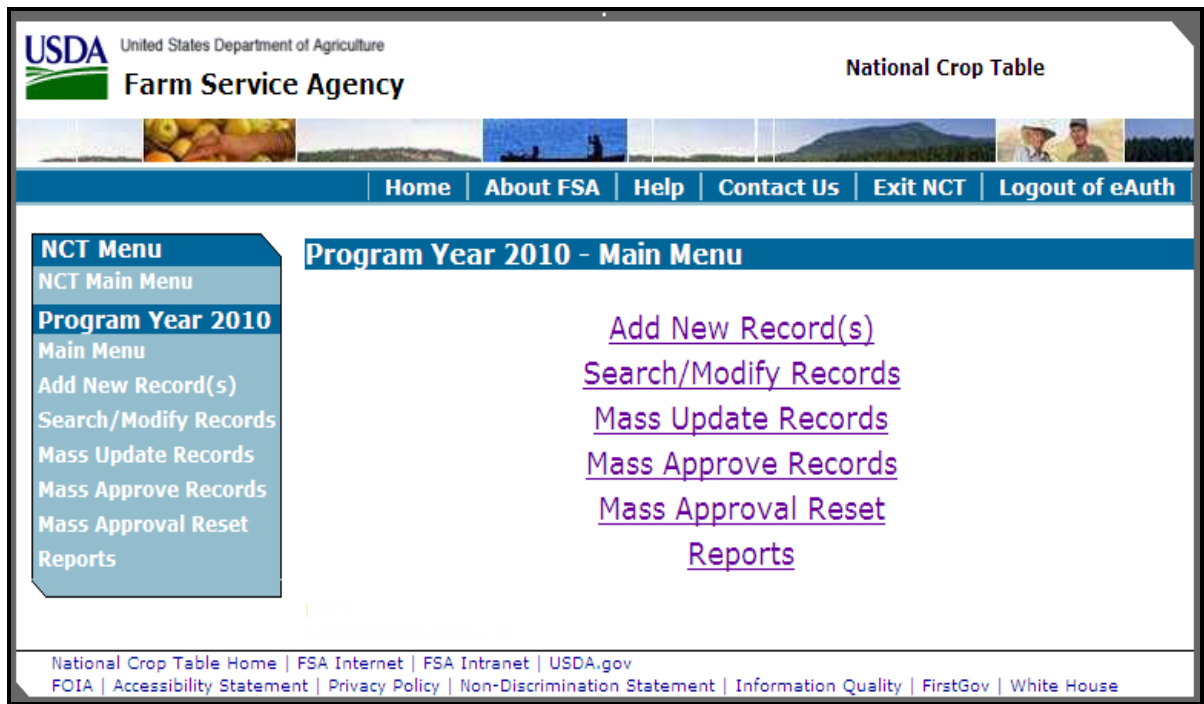 USDA United States Department of Agriculture
Farm Service Agency
National Crop Table
Home | About FSA | Help | Contact Us | Exit NCT | Logout of eAuth
NCT Menu
NCT Main Menu
Program Year 2010
Main Menu
Add New Record(s)
Search/Modify Records
Mass Update Records
Mass Approve Records
Mass Approval Reset
Reports
Program Year 2010 - Main Menu
Add New Record(s)
Search/Modify Records
Mass Update Records
Mass Approve Records
Mass Approval Reset
Reports
National Crop Table Home | FSA Internet | FSA Intranet | USDA.gov
FOIA | Accessibility Statement | Privacy Policy | Non-Discrimination Statement | Information Quality | FirstGov | White House